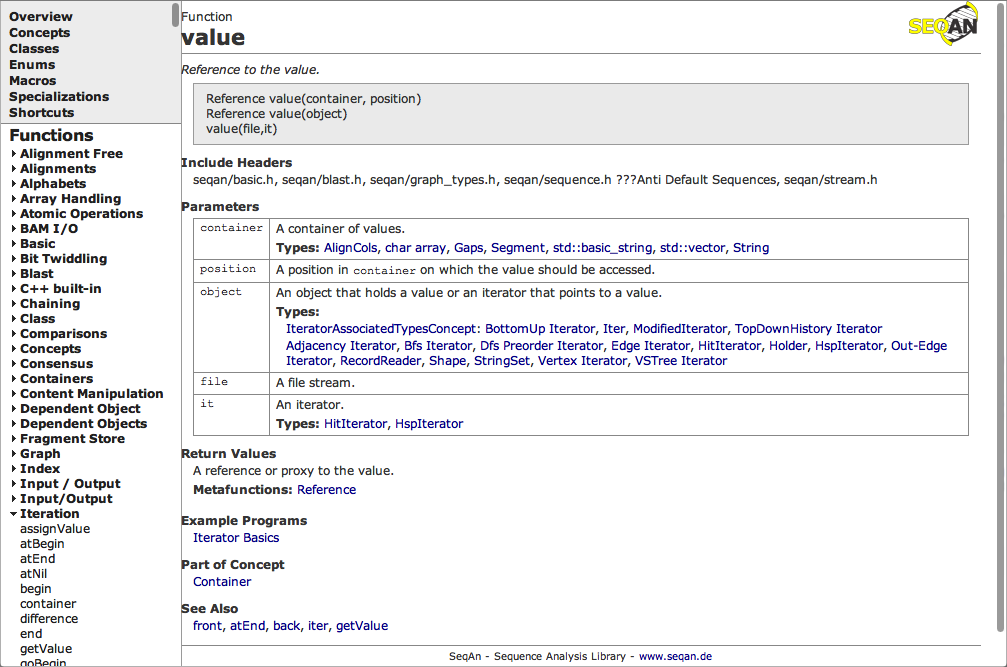 Overview
Concepts
Classes
Enums
Macros
Specializations
Shortcuts
Functions
Alignment Free
Alignments
Alphabets
Array Handling
Atomic Operations
BAM I/O
Basic
Bit Twiddling
Blast
C++ built-in
Chaining
Class
Comparisons
Concepts
Consensus
Containers
Content Manipulation
Dependent Object
Dependent Objects
Fragment Store
Graph
Index
Input / Output
Input/Output
Iteration
assignValue
atBegin
atEnd
atNil
begin
container
difference
end
getValue
goBegin
Function
value
SEQAN
Reference to the value.
Reference value(container, position)
Reference value(object)
value(file,it)
Include Headers
seqan/basic.h, seqan/blast.h, seqan/graph_types.h, seqan/sequence.h ???Anti Default Sequences, seqan/stream.h
Parameters
container A container of values.
Types: AlignCols, char array, Gaps, Segment, std::basic_string, std::vector, String
position A position in container on which the value should be accessed.
object An object that holds a value or an iterator that points to a value.
Types:
IteratorAssociatedTypesConcept: BottomUp Iterator, Iter, ModifiedIterator, TopDownHistory Iterator
Adjacency Iterator, Bfs Iterator, Dfs Preorder Iterator, Edge Iterator, HitIterator, Holder, HspIterator, Out-Edge
Iterator, RecordReader, Shape, StringSet, Vertex Iterator, VSTree Iterator
file A file stream.
it An iterator.
Types: HitIterator, HspIterator
Return Values
A reference or proxy to the value.
Metafunctions: Reference
Example Programs
Iterator Basics
Part of Concept
Container
See Also
front, atEnd, back, iter, getValue
SeqAn - Sequence Analysis Library - www.seqan.de